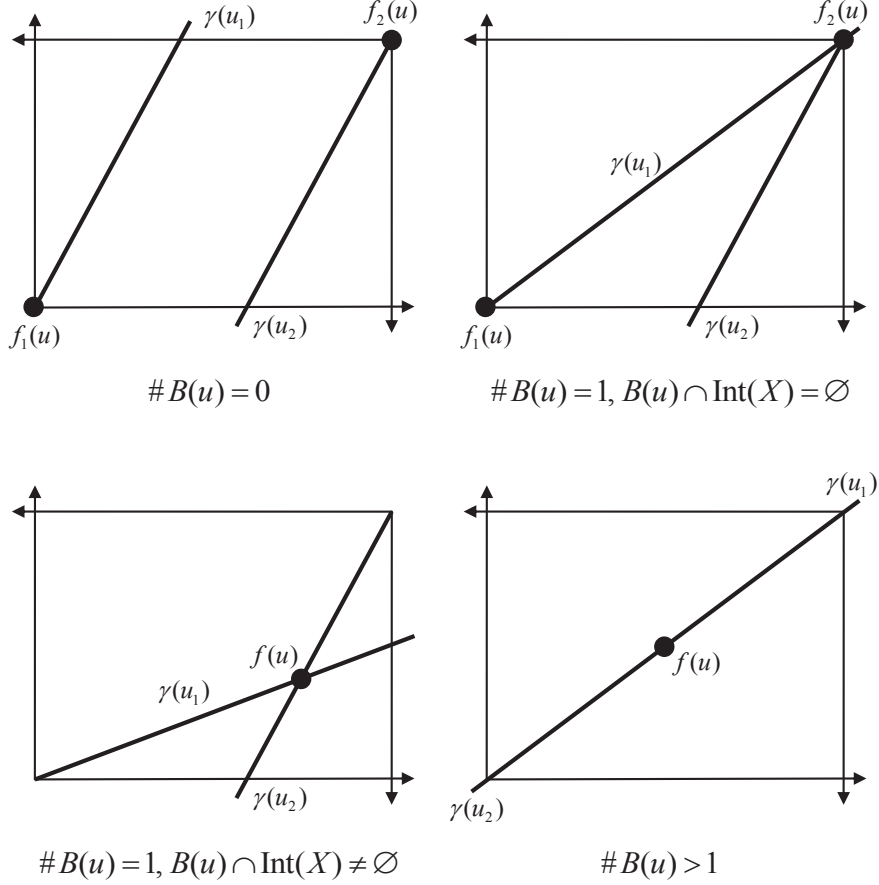 γ(u₁) f₂(u)
f₁(u) γ(u₂)
#B(u) = 0
f₂(u)
γ(u₁)
f₁(u) γ(u₂)
#B(u) = 1, B(u) ∩ Int(X) = ∅
f(u)
γ(u₁)
γ(u₂)
#B(u) = 1, B(u) ∩ Int(X) ≠ ∅
γ(u₁)
f(u)
γ(u₂)
#B(u) > 1